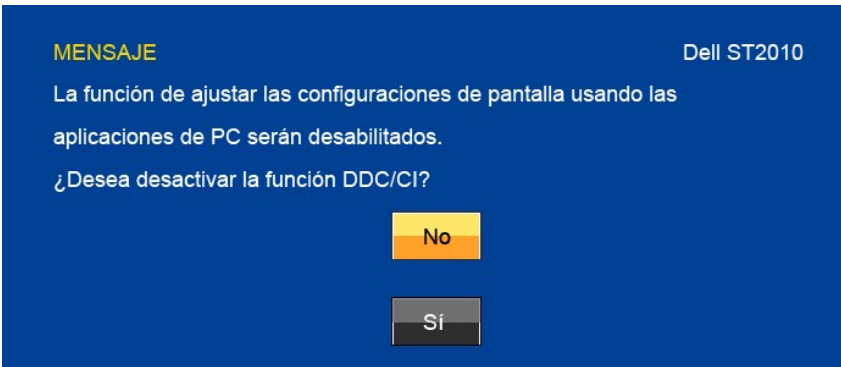 MENSAJE Dell ST2010
La función de ajustar las configuraciones de pantalla usando las
aplicaciones de PC serán desabilitados.
¿Desea desactivar la función DDC/CI?
No
Sí